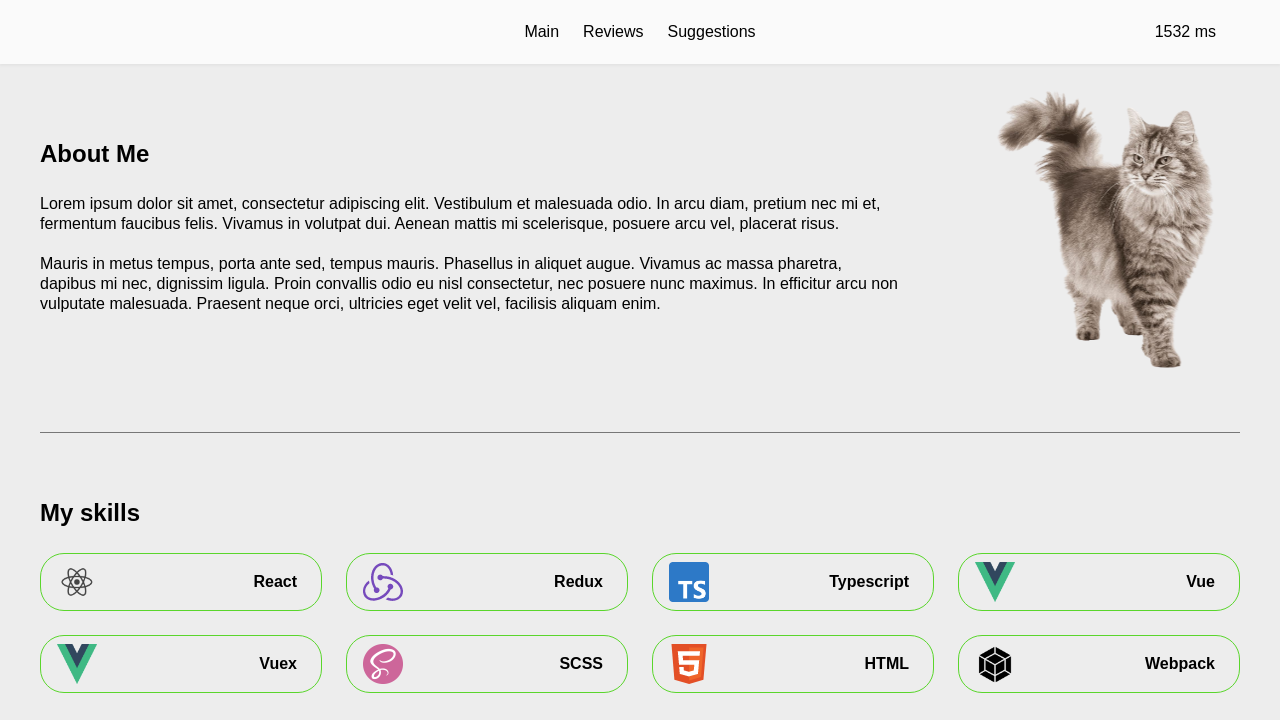 Main Reviews Suggestions 1532 ms
About Me
Lorem ipsum dolor sit amet, consectetur adipiscing elit. Vestibulum et malesuada odio. In arcu diam, pretium nec mi et,
fermentum faucibus felis. Vivamus in volutpat dui. Aenean mattis mi scelerisque, posuere arcu vel, placerat risus.
Mauris in metus tempus, porta ante sed, tempus mauris. Phasellus in aliquet augue. Vivamus ac massa pharetra,
dapibus mi nec, dignissim ligula. Proin convallis odio eu nisl consectetur, nec posuere nunc maximus. In efficitur arcu non
vulputate malesuada. Praesent neque orci, ultricies eget velit vel, facilisis aliquam enim.
My skills
React
Redux
TS Typescript
Vue
Vuex
SCSS
5 HTML
Webpack